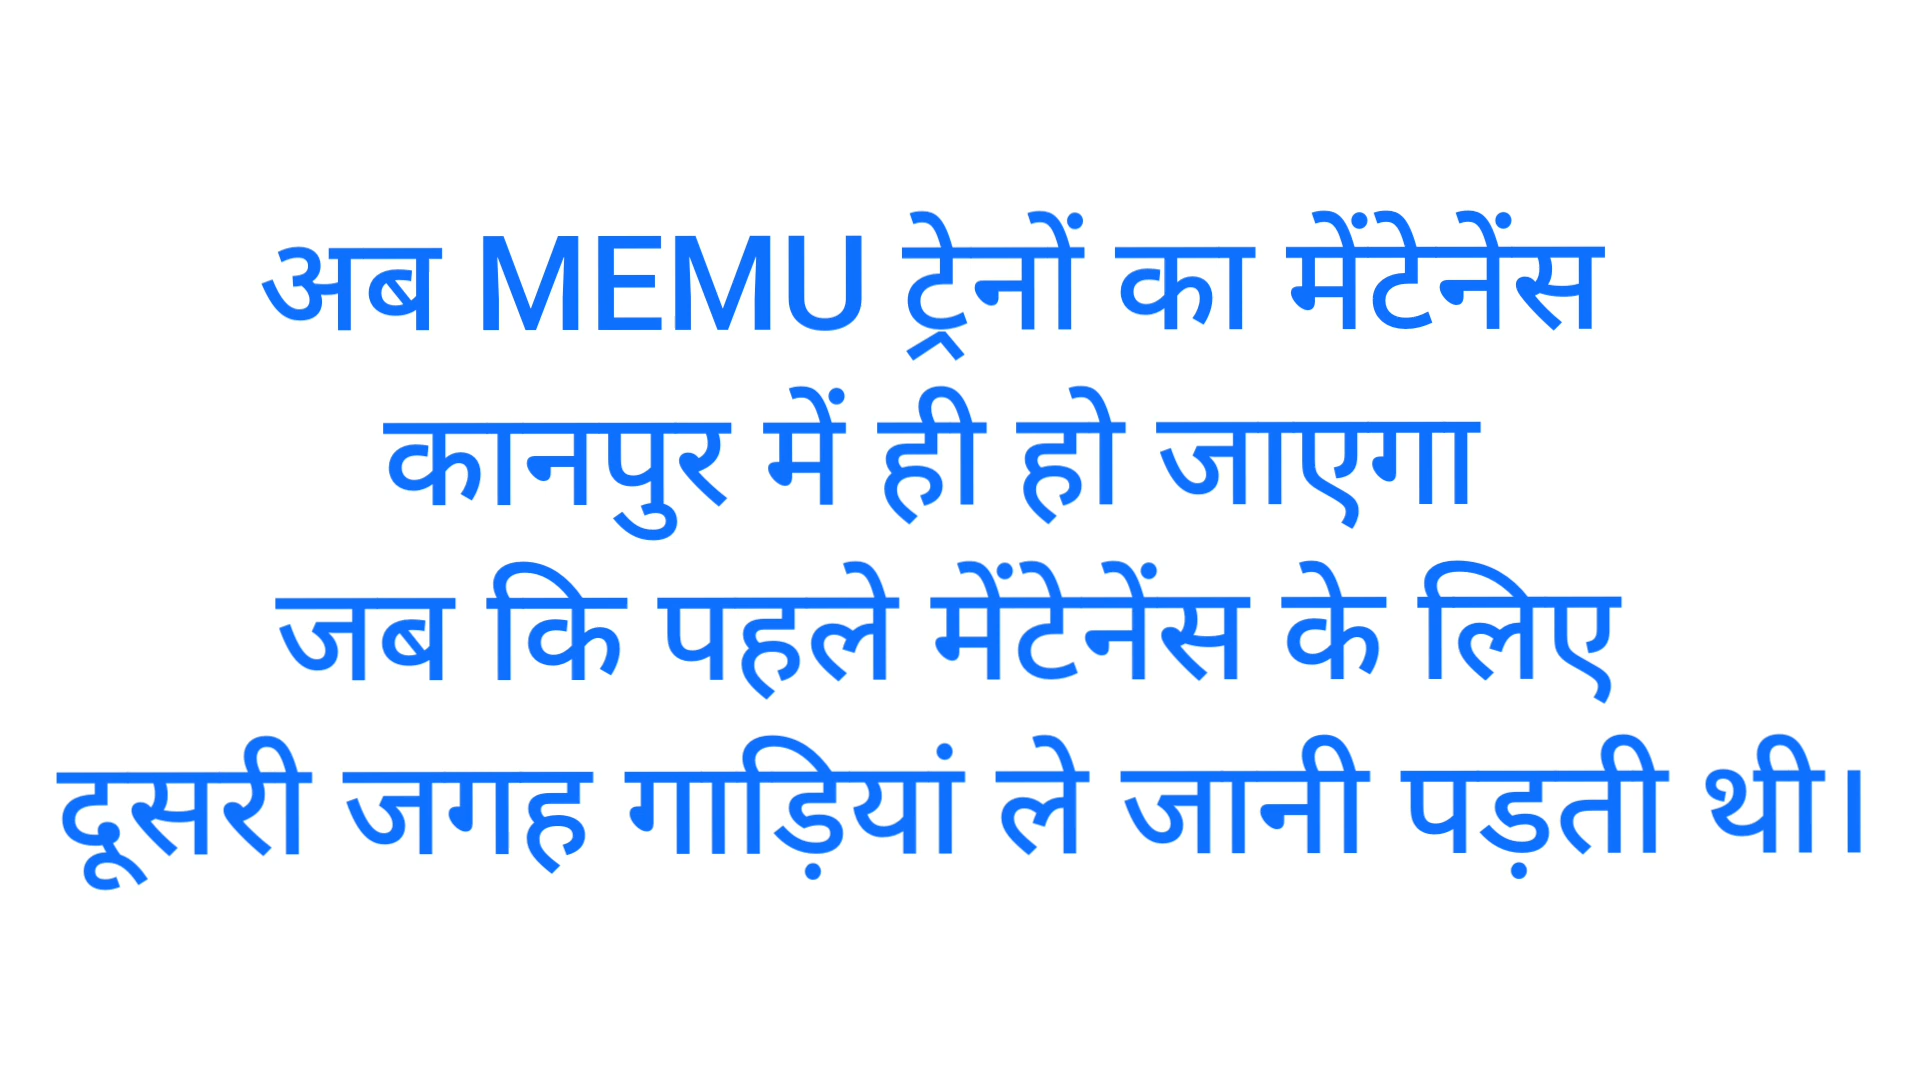 अब MEMU ट्रेनों का मेंटेनेंस
कानपुर में ही हो जाएगा
जब कि पहले मेंटेनेंस के लिए
दूसरी जगह गाड़ियां ले जानी पड़ती थी।